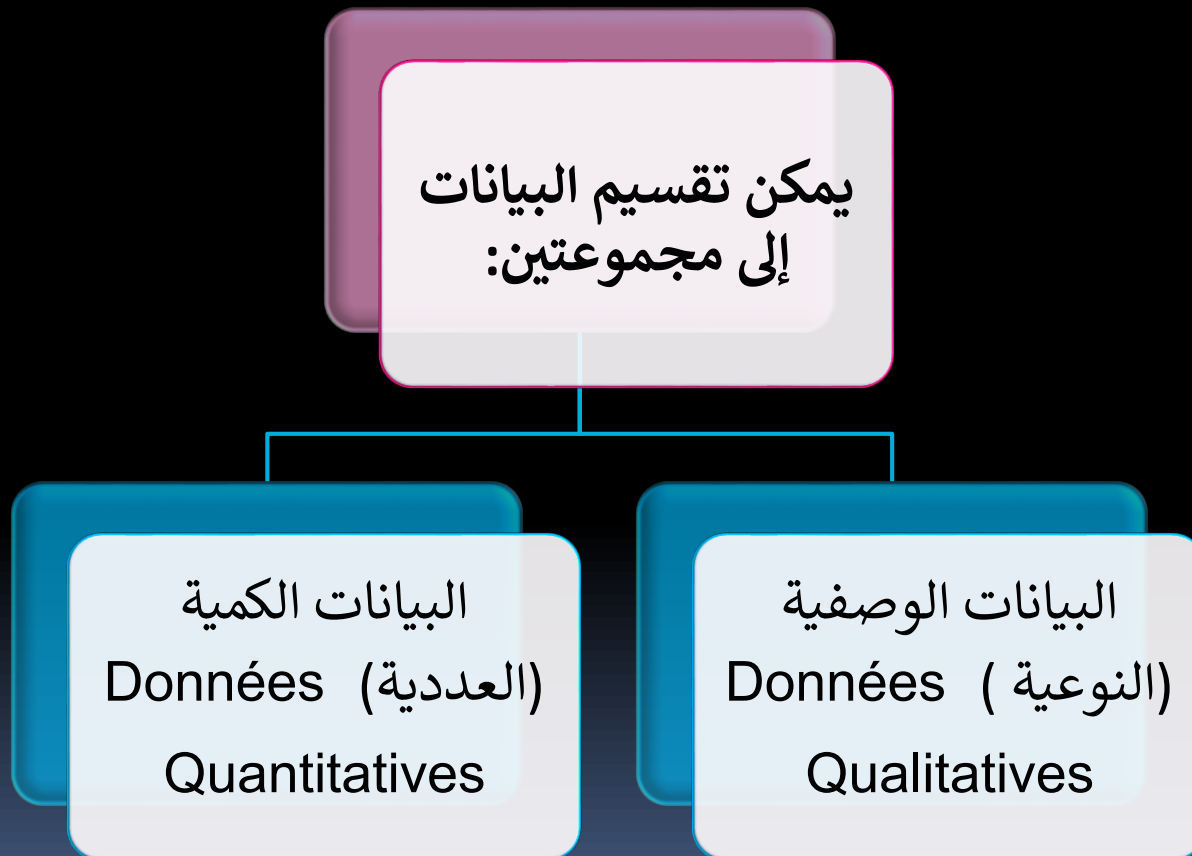 يمكن تقسيم البيانات
إلى مجموعتين:
البيانات الوصفية
(النوعية ) Données
Qualitatives
البيانات الكمية
(العددية) Données
Quantitatives